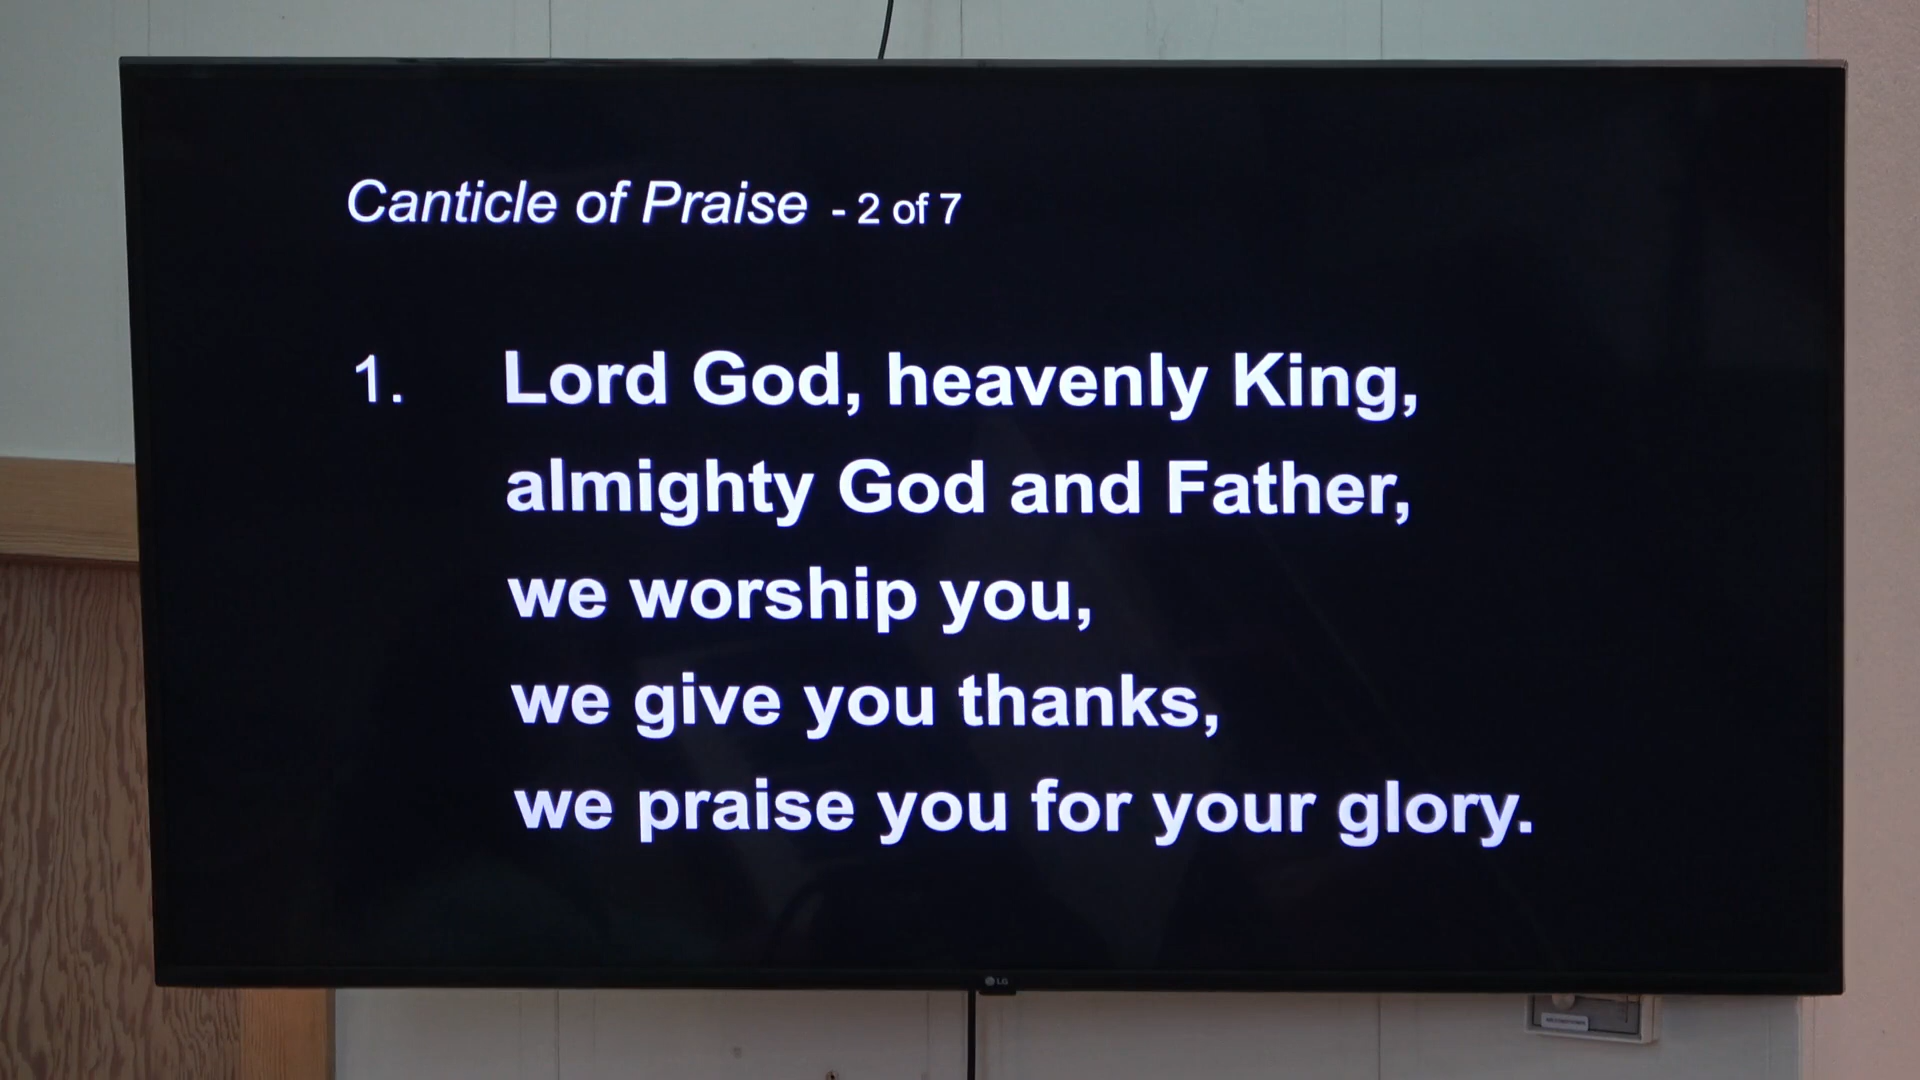 Canticle of Praise - 2 of 7
1. Lord God, heavenly King,
almighty God and Father,
we worship you,
we give you thanks,
we praise you for your glory.
LG